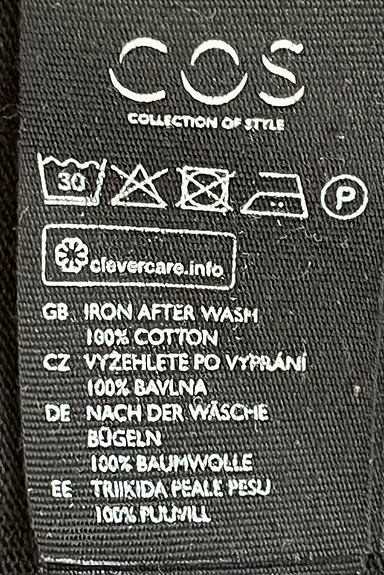 COS
COLLECTION OF STYLE
30 P
clevercare.info
GB IRON AFTER WASH
100% COTTON
CZ VYŽEHLETE PO VYPRÁNÍ
100% BAVLNA
DE NACH DER WÄSCHE
BÜGELN
100% BAUMWOLLE
EE TRIIKIDA PEALE PESU
100% PUUVILL